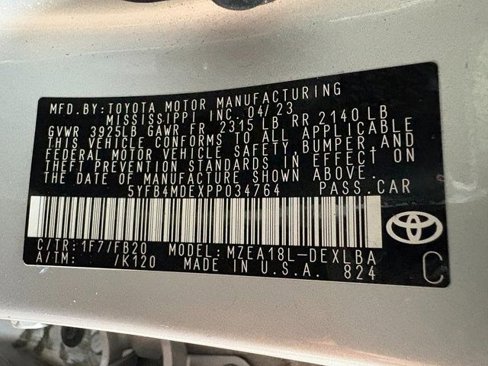 MFD.BY:TOYOTA MOTOR MANUFACTURING
MISSISSIPPI INC. 04/23
GVWR 3925LB GAWR FR 2315 LB RR 2140 LB
THIS VEHICLE CONFORMS TO ALL APPLICABLE
FEDERAL MOTOR VEHICLE SAFETY, BUMPER, AND
THEFT PREVENTION STANDARDS IN EFFECT ON
THE DATE OF MANUFACTURE SHOWN ABOVE.
5YFB4MDEXPP034764 PASS.CAR
C/TR:1F7/FB20 MODEL:MZEA18L-DEXLBA
A/TM: /K120 MADE IN U.S.A. 824
C